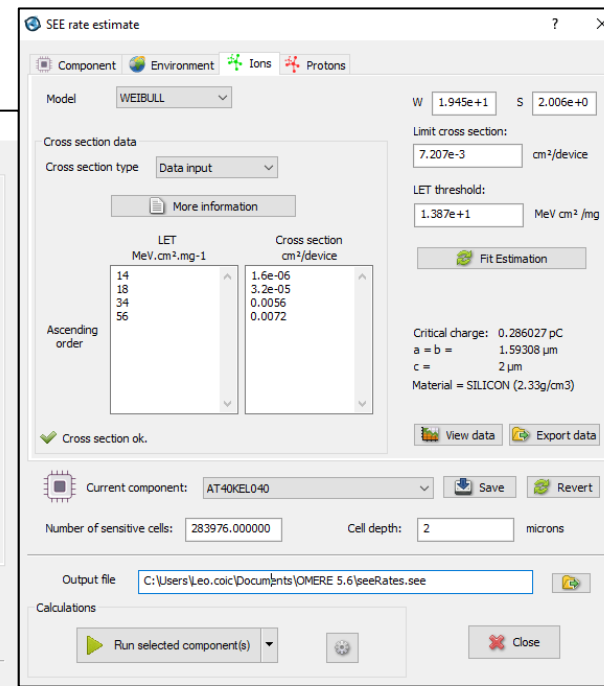 SEE rate estimate ? X
Component Environment Ions Protons
Model WEIBULL
W 1.945e+1 S 2.006e+0
Limit cross section:
7.207e-3 cm²/device
LET threshold:
1.387e+1 MeV cm² /mg
Fit Estimation
Cross section data
Cross section type Data input
More information
LET Cross section
MeV.cm².mg-1 cm²/device
14 1.6e-06
18 3.2e-05
34 0.0056
56 0.0072
Ascending
order
Critical charge: 0.286027 pC
a = b = 1.59308 µm
c = 2 µm
Material = SILICON (2.33g/cm3)
Cross section ok.
View data Export data
Current component: AT40KEL040 Save Revert
Number of sensitive cells: 283976.000000 Cell depth: 2 microns
Output file C:\Users\Leo.coic\Documents\OMERE 5.6\seeRates.see
Calculations
Run selected component(s) Close